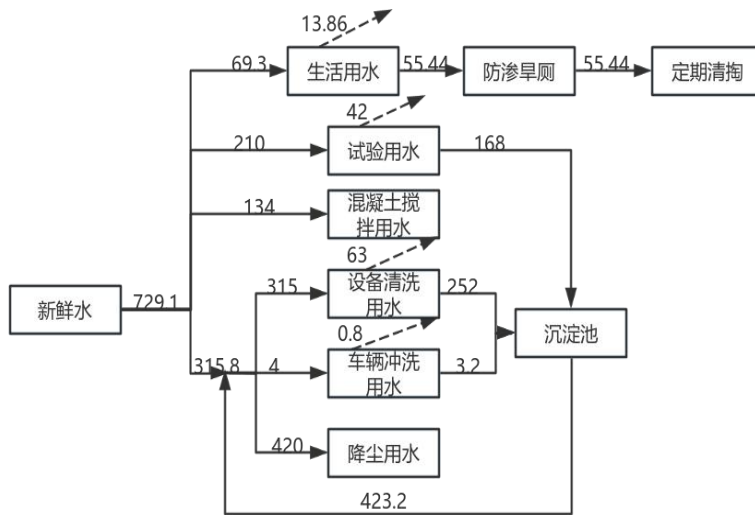 13.86
69.3
生活用水
55.44
防渗旱厕
55.44
定期清掏
42
210
试验用水
168
134
混凝土搅
拌用水
63
新鲜水
729.1
315
设备清洗
用水
252
0.8
沉淀池
315.8
4
车辆冲洗
用水
3.2
420
降尘用水
423.2